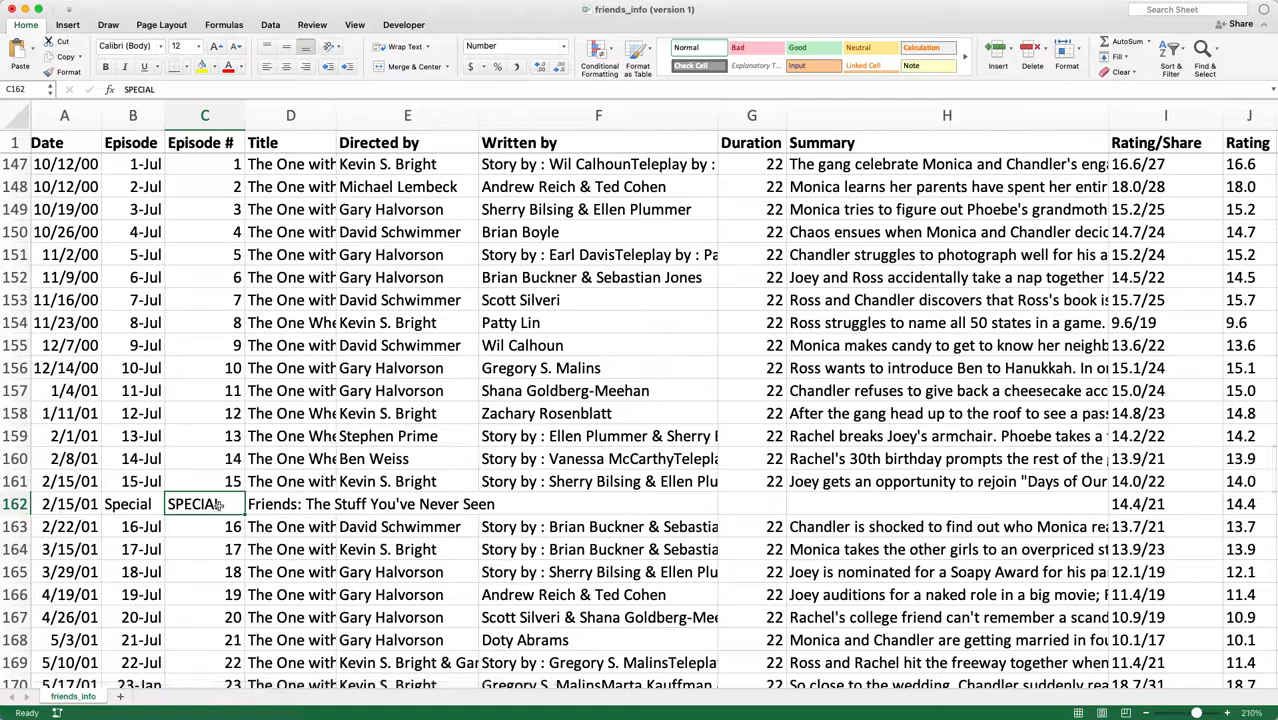 friends_info (version 1)
Search Sheet
Home Insert Draw Page Layout Formulas Data Review View Developer Share
Paste Cut Copy Format
Calibri (Body) 12 A A B I U A
Wrap Text Merge & Center
Number $ %
Conditional Formatting Format as Table
Normal Bad Good Neutral Calculation
Check Cell Explanatory T... Input Linked Cell Note
Insert Delete Format
AutoSum Fill Clear
Sort & Filter Find & Select
C162 fx SPECIAL
A B C D E F G H I J
1 Date Episode Episode # Title Directed by Written by Duration Summary Rating/Share Rating
147 10/12/00 1-Jul 1 The One with Kevin S. Bright Story by : Wil CalhounTeleplay by : 22 The gang celebrate Monica and Chandler's eng 16.6/27 16.6
148 10/12/00 2-Jul 2 The One with Michael Lembeck Andrew Reich & Ted Cohen 22 Monica learns her parents have spent her entir 18.0/28 18.0
149 10/19/00 3-Jul 3 The One with Gary Halvorson Sherry Bilsing & Ellen Plummer 22 Monica tries to figure out Phoebe's grandmoth 15.2/25 15.2
150 10/26/00 4-Jul 4 The One with David Schwimmer Brian Boyle 22 Chaos ensues when Monica and Chandler decid 14.7/24 14.7
151 11/2/00 5-Jul 5 The One with Gary Halvorson Story by : Earl DavisTeleplay by : Pa 22 Chandler struggles to photograph well for his a 15.2/24 15.2
152 11/9/00 6-Jul 6 The One with Gary Halvorson Brian Buckner & Sebastian Jones 22 Joey and Ross accidentally take a nap together 14.5/22 14.5
153 11/16/00 7-Jul 7 The One with David Schwimmer Scott Silveri 22 Ross and Chandler discovers that Ross's book is 15.7/25 15.7
154 11/23/00 8-Jul 8 The One Whe Kevin S. Bright Patty Lin 22 Ross struggles to name all 50 states in a game. 9.6/19 9.6
155 12/7/00 9-Jul 9 The One with David Schwimmer Wil Calhoun 22 Monica makes candy to get to know her neighb 13.6/22 13.6
156 12/14/00 10-Jul 10 The One with Gary Halvorson Gregory S. Malins 22 Ross wants to introduce Ben to Hanukkah. In or 15.1/24 15.1
157 1/4/01 11-Jul 11 The One with Gary Halvorson Shana Goldberg-Meehan 22 Chandler refuses to give back a cheesecake acc 15.0/24 15.0
158 1/11/01 12-Jul 12 The One Whe Kevin S. Bright Zachary Rosenblatt 22 After the gang head up to the roof to see a pass 14.8/23 14.8
159 2/1/01 13-Jul 13 The One Whe Stephen Prime Story by : Ellen Plummer & Sherry B 22 Rachel breaks Joey's armchair. Phoebe takes a 14.2/22 14.2
160 2/8/01 14-Jul 14 The One Whe Ben Weiss Story by : Vanessa McCarthyTelepla 22 Rachel's 30th birthday prompts the rest of the g 13.9/21 13.9
161 2/15/01 15-Jul 15 The One with Kevin S. Bright Story by : Sherry Bilsing & Ellen Plu 22 Joey gets an opportunity to rejoin "Days of Our 14.0/21 14.0
162 2/15/01 Special SPECIAL Friends: The Stuff You've Never Seen 14.4/21 14.4
163 2/22/01 16-Jul 16 The One with David Schwimmer Story by : Brian Buckner & Sebastia 22 Chandler is shocked to find out who Monica rea 13.7/21 13.7
164 3/15/01 17-Jul 17 The One with Kevin S. Bright Story by : Brian Buckner & Sebastia 22 Monica takes the other girls to an overpriced st 13.9/23 13.9
165 3/29/01 18-Jul 18 The One with Gary Halvorson Story by : Sherry Bilsing & Ellen Plu 22 Joey is nominated for a Soapy Award for his pa 12.1/19 12.1
166 4/19/01 19-Jul 19 The One with Gary Halvorson Andrew Reich & Ted Cohen 22 Joey auditions for a naked role in a big movie; R 11.4/19 11.4
167 4/26/01 20-Jul 20 The One with Gary Halvorson Scott Silveri & Shana Goldberg-Mee 22 Rachel's college friend can't remember a scand 10.9/19 10.9
168 5/3/01 21-Jul 21 The One with Gary Halvorson Doty Abrams 22 Monica and Chandler are getting married in fou 10.1/17 10.1
169 5/10/01 22-Jul 22 The One with Kevin S. Bright & Gar Story by : Gregory S. MalinsTelepla 22 Ross and Rachel hit the freeway together when 11.4/21 11.4
170 5/17/01 23-Jan 23 The One with Kevin S. Bright Gregory S. MalinsMarta Kauffman 22 So close to the wedding, Chandler suddenly rea 18.7/31 18.7
friends_info +
Ready 210%